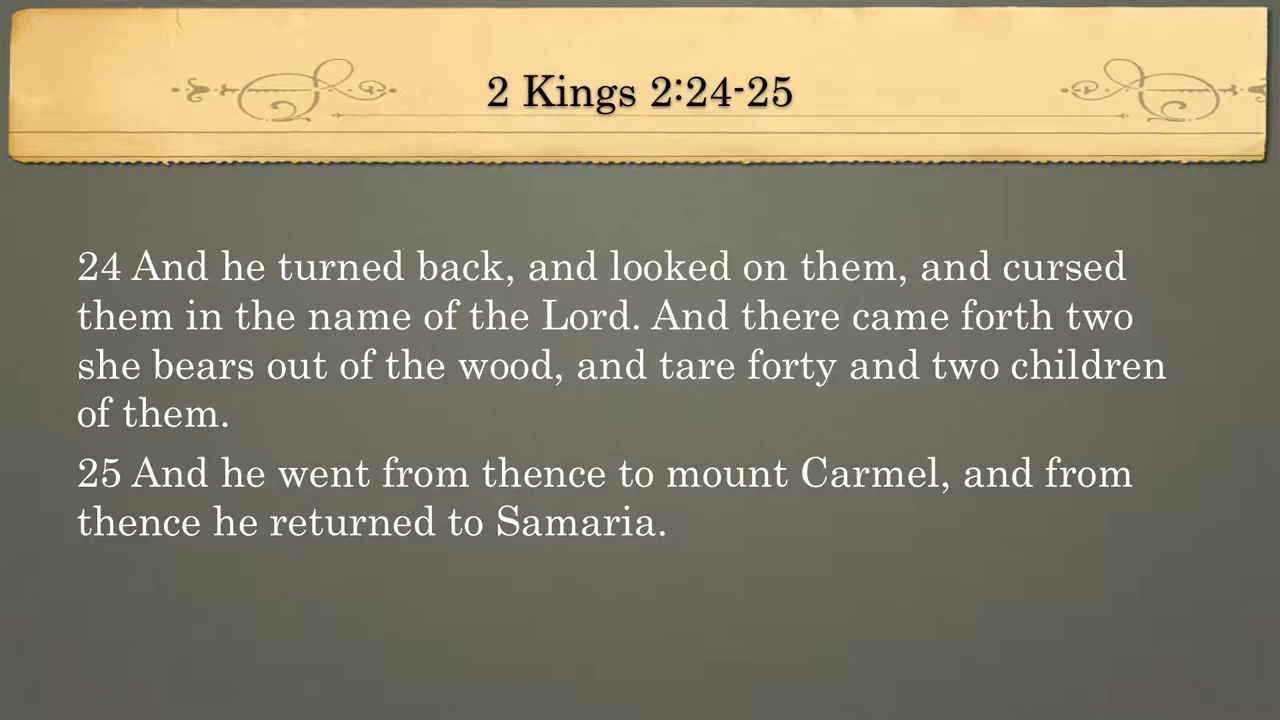 2 Kings 2:24-25
24 And he turned back, and looked on them, and cursed
them in the name of the Lord. And there came forth two
she bears out of the wood, and tare forty and two children
of them.
25 And he went from thence to mount Carmel, and from
thence he returned to Samaria.